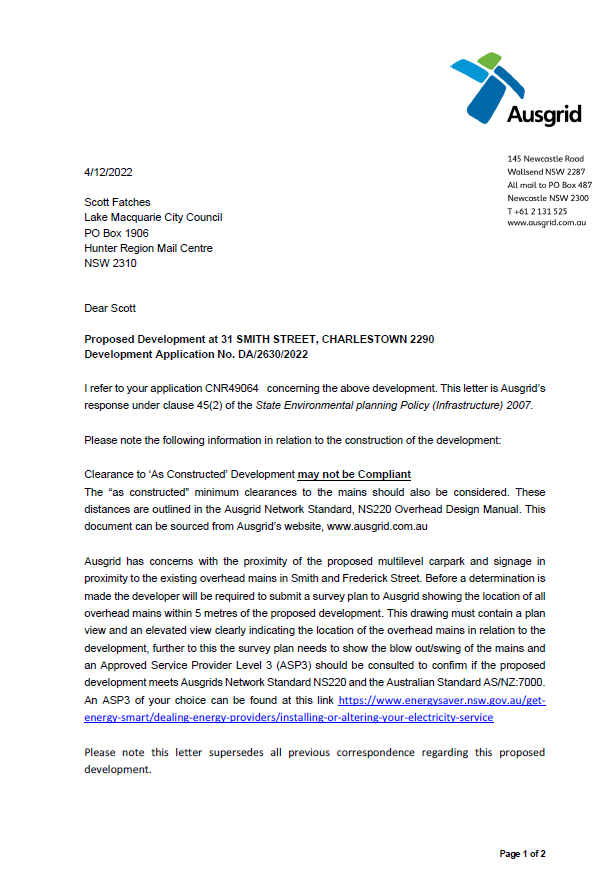 Ausgrid
145 Newcastle Road
Wallsend NSW 2287
All mail to PO Box 487
Newcastle NSW 2300
T +61 2 131 525
www.ausgrid.com.au
4/12/2022
Scott Fatches
Lake Macquarie City Council
PO Box 1906
Hunter Region Mail Centre
NSW 2310
Dear Scott
Proposed Development at 31 SMITH STREET, CHARLESTOWN 2290
Development Application No. DA/2630/2022
I refer to your application CNR49064 concerning the above development. This letter is Ausgrid's
response under clause 45(2) of the State Environmental planning Policy (Infrastructure) 2007.
Please note the following information in relation to the construction of the development:
Clearance to 'As Constructed' Development may not be Compliant
The "as constructed" minimum clearances to the mains should also be considered. These
distances are outlined in the Ausgrid Network Standard, NS220 Overhead Design Manual. This
document can be sourced from Ausgrid's website, www.ausgrid.com.au
Ausgrid has concerns with the proximity of the proposed multilevel carpark and signage in
proximity to the existing overhead mains in Smith and Frederick Street. Before a determination is
made the developer will be required to submit a survey plan to Ausgrid showing the location of all
overhead mains within 5 metres of the proposed development. This drawing must contain a plan
view and an elevated view clearly indicating the location of the overhead mains in relation to the
development, further to this the survey plan needs to show the blow out/swing of the mains and
an Approved Service Provider Level 3 (ASP3) should be consulted to confirm if the proposed
development meets Ausgrids Network Standard NS220 and the Australian Standard AS/NZ:7000.
An ASP3 of your choice can be found at this link https://www.energysaver.nsw.gov.au/get-
energy-smart/dealing-energy-providers/installing-or-altering-your-electricity-service
Please note this letter supersedes all previous correspondence regarding this proposed
development.
Page 1 of 2